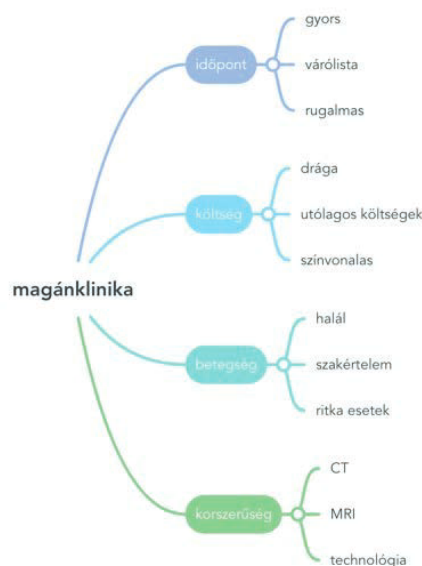 magánklinika
időpont
gyors
várólista
rugalmas
költség
drága
utólagos költségek
színvonalas
betegség
halál
szakértelem
ritka esetek
korszerűség
CT
MRI
technológia